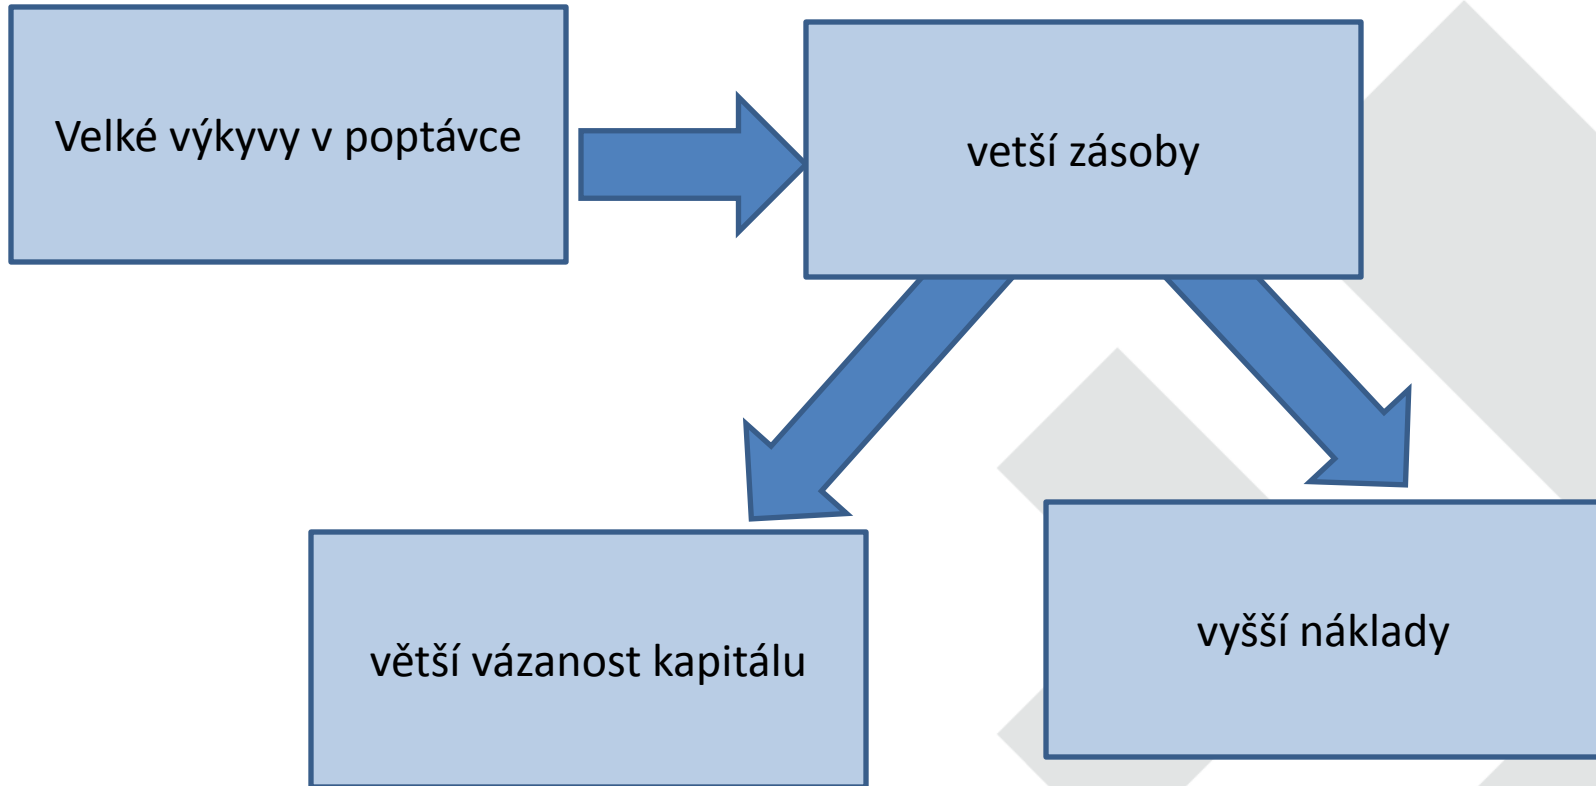 Velké výkyvy v poptávce
vetší zásoby
větší vázanost kapitálu
vyšší náklady